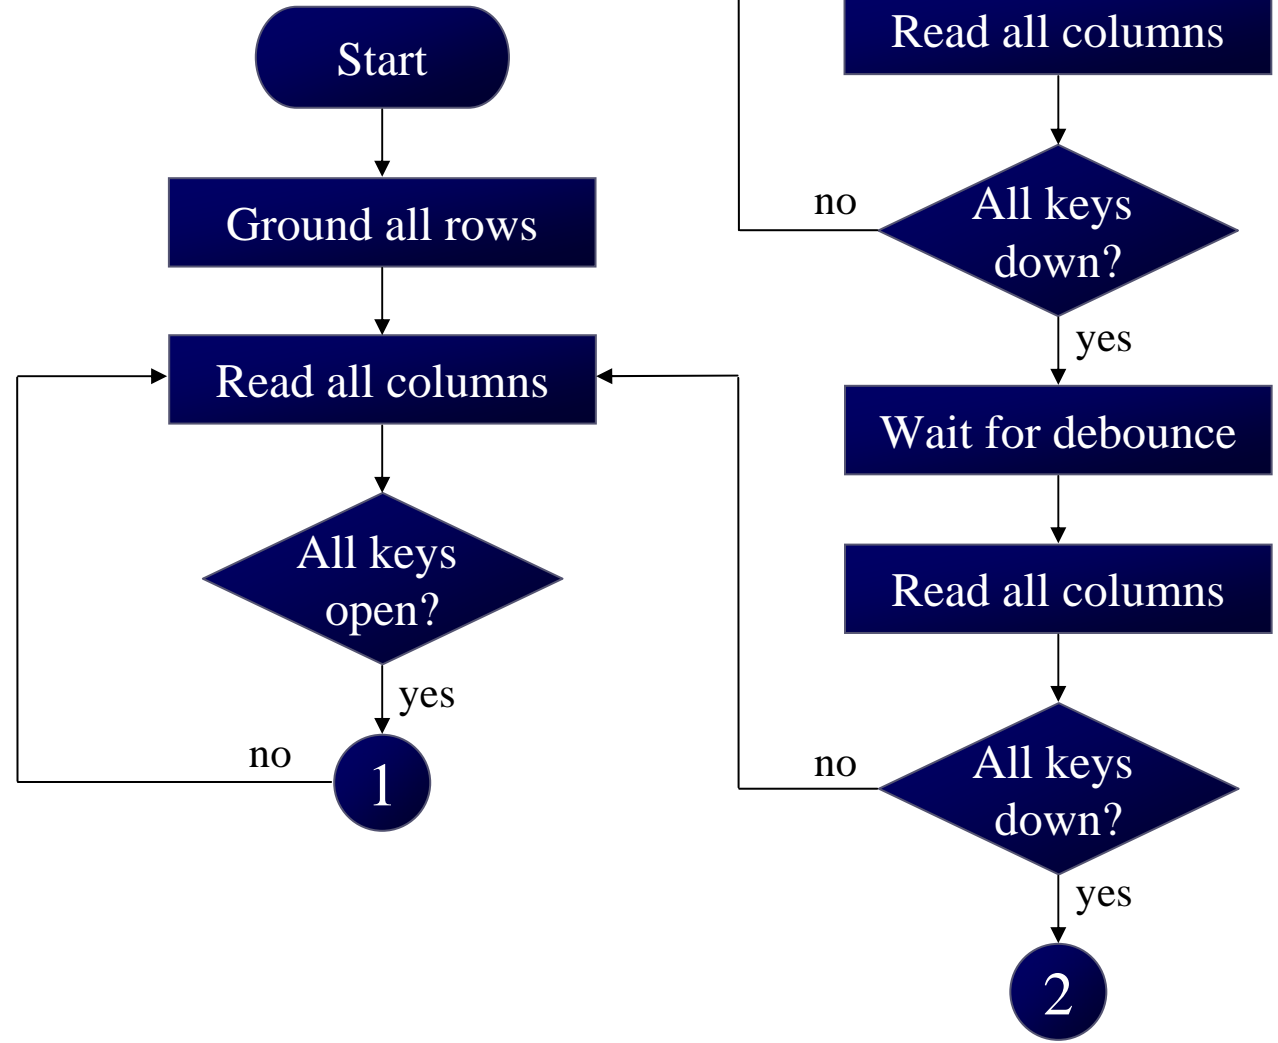 Start
Ground all rows
Read all columns
All keys
open?
yes
no
1
Read all columns
All keys
down?
no
yes
Wait for debounce
Read all columns
All keys
down?
no
yes
2